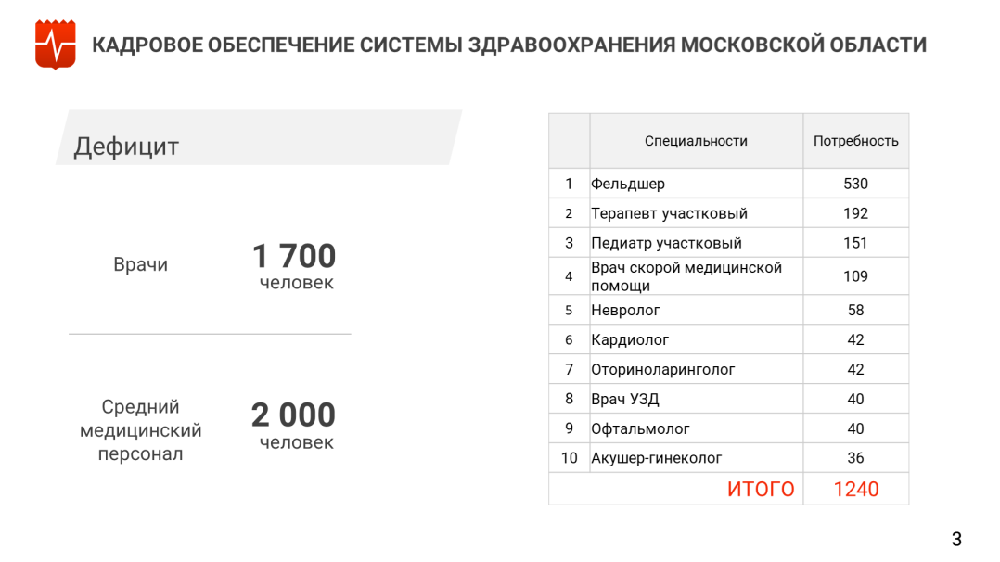 КАДРОВОЕ ОБЕСПЕЧЕНИЕ СИСТЕМЫ ЗДРАВООХРАНЕНИЯ МОСКОВСКОЙ ОБЛАСТИ
Дефицит
Врачи
1 700
человек
Средний
медицинский
персонал
2 000
человек
Специальности Потребность
1 Фельдшер 530
2 Терапевт участковый 192
3 Педиатр участковый 151
4 Врач скорой медицинской
помощи 109
5 Невролог 58
6 Кардиолог 42
7 Оториноларинголог 42
8 Врач УЗД 40
9 Офтальмолог 40
10 Акушер-гинеколог 36
ИТОГО 1240
3